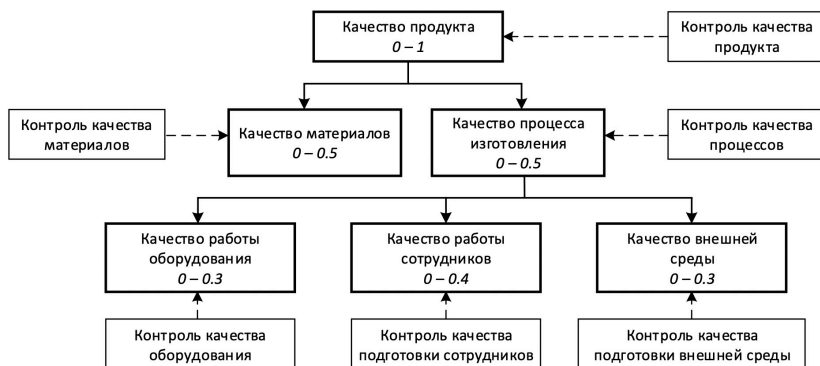 Качество продукта
0 – 1
Контроль качества
продукта
Контроль качества
материалов
Качество материалов
0 – 0.5
Качество процесса
изготовления
0 – 0.5
Контроль качества
процессов
Качество работы
оборудования
0 – 0.3
Качество работы
сотрудников
0 – 0.4
Качество внешней
среды
0 – 0.3
Контроль качества
оборудования
Контроль качества
подготовки сотрудников
Контроль качества
подготовки внешней среды